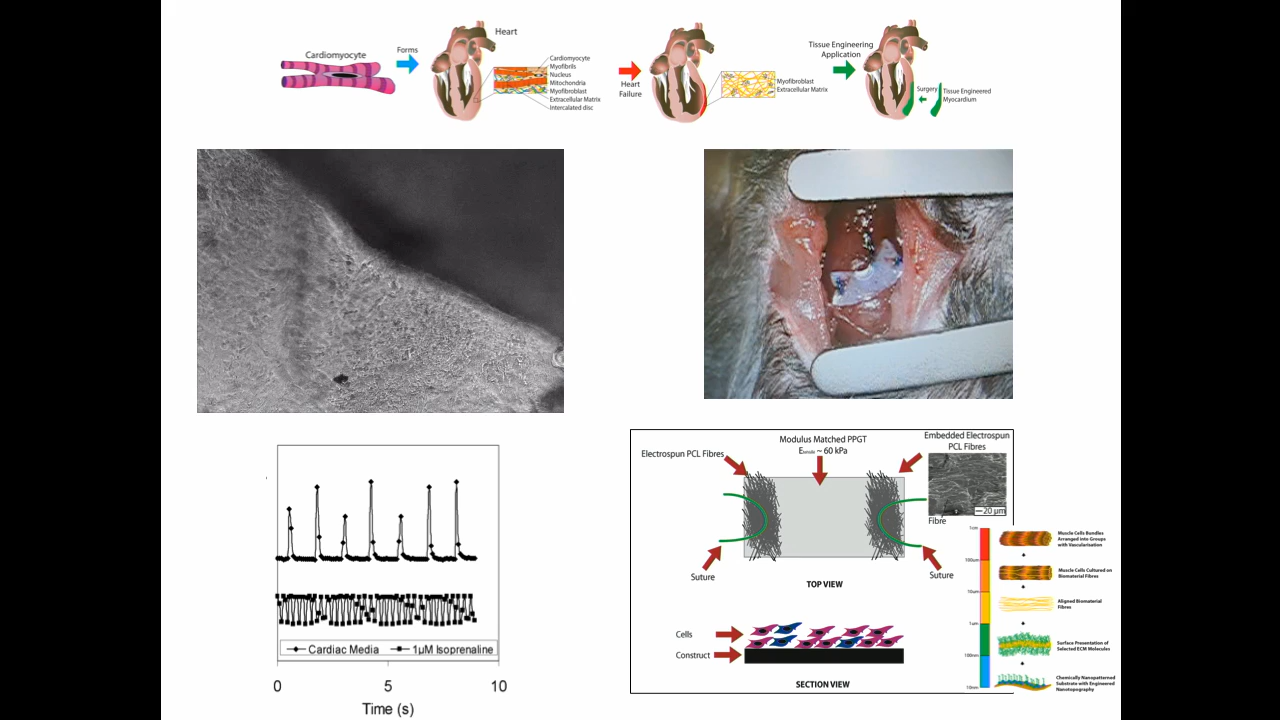 Cardiomyocyte
Forms
Heart
Cardiomyocyte
Myofibrils
Nucleus
Mitochondria
Myofibroblast
Extracellular Matrix
Intercalated disc
Heart
Failure
Myofibroblast
Extracellular Matrix
Tissue Engineering
Application
Surgery
Tissue Engineered
Myocardium
Cardiac Media
1µM Isoprenaline
0
5
10
Time (s)
Electrospun PCL Fibres
Modulus Matched PPGT
~ 60 kPa
Embedded Electrospun
PCL Fibres
20 µm
Fibre
Suture
Suture
TOP VIEW
Cells
Construct
SECTION VIEW
1cm
100um
10um
1um
100nm
10nm
Muscle Cells Bundles
Arranged into Groups
with Vascularisation
Muscle Cells Cultured on
Biomaterial Fibres
Aligned Biomaterial
Fibres
Surface Presentation of
Selected ECM Molecules
Chemically Nanopatterned
Substrate with Engineered
Nanotopography